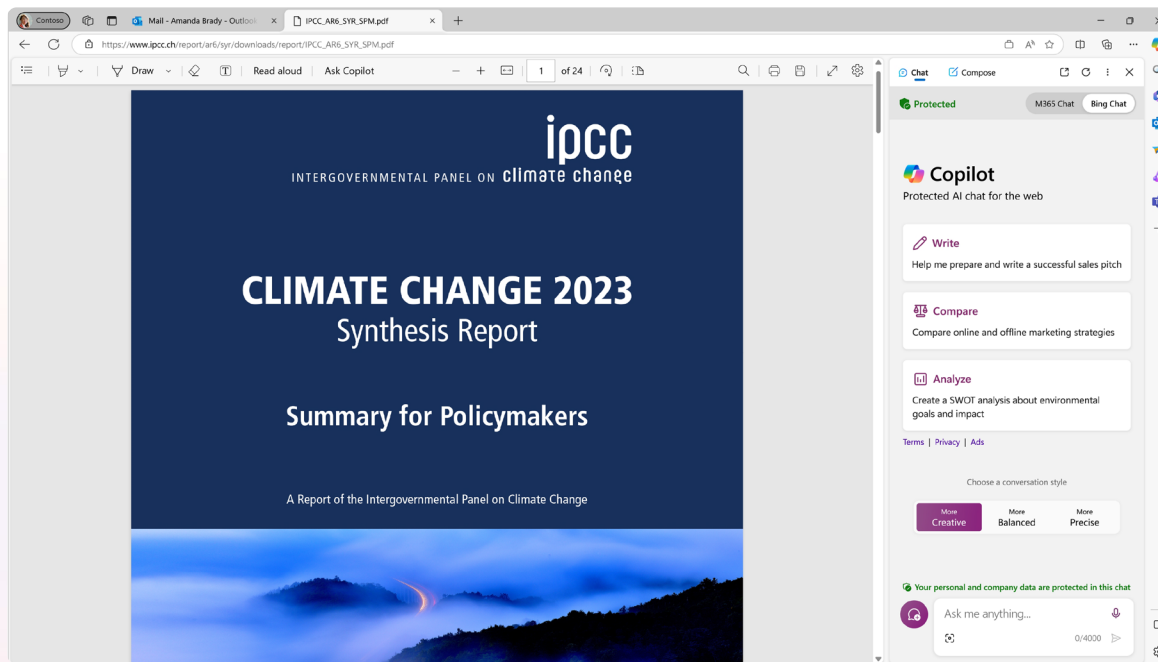 Contoso
Mail - Amanda Brady - Outlook
IPCC_AR6_SYR_SPM.pdf
https://www.ipcc.ch/report/ar6/syr/downloads/report/IPCC_AR6_SYR_SPM.pdf
Draw
Read aloud
Ask Copilot
1
of 24
ipcc
INTERGOVERNMENTAL PANEL ON climate change
CLIMATE CHANGE 2023
Synthesis Report
Summary for Policymakers
A Report of the Intergovernmental Panel on Climate Change
Chat
Compose
Protected
M365 Chat
Bing Chat
Copilot
Protected AI chat for the web
Write
Help me prepare and write a successful sales pitch
Compare
Compare online and offline marketing strategies
Analyze
Create a SWOT analysis about environmental
goals and impact
Terms | Privacy | Ads
Choose a conversation style
More
Creative
More
Balanced
More
Precise
Your personal and company data are protected in this chat
Ask me anything...
0/4000